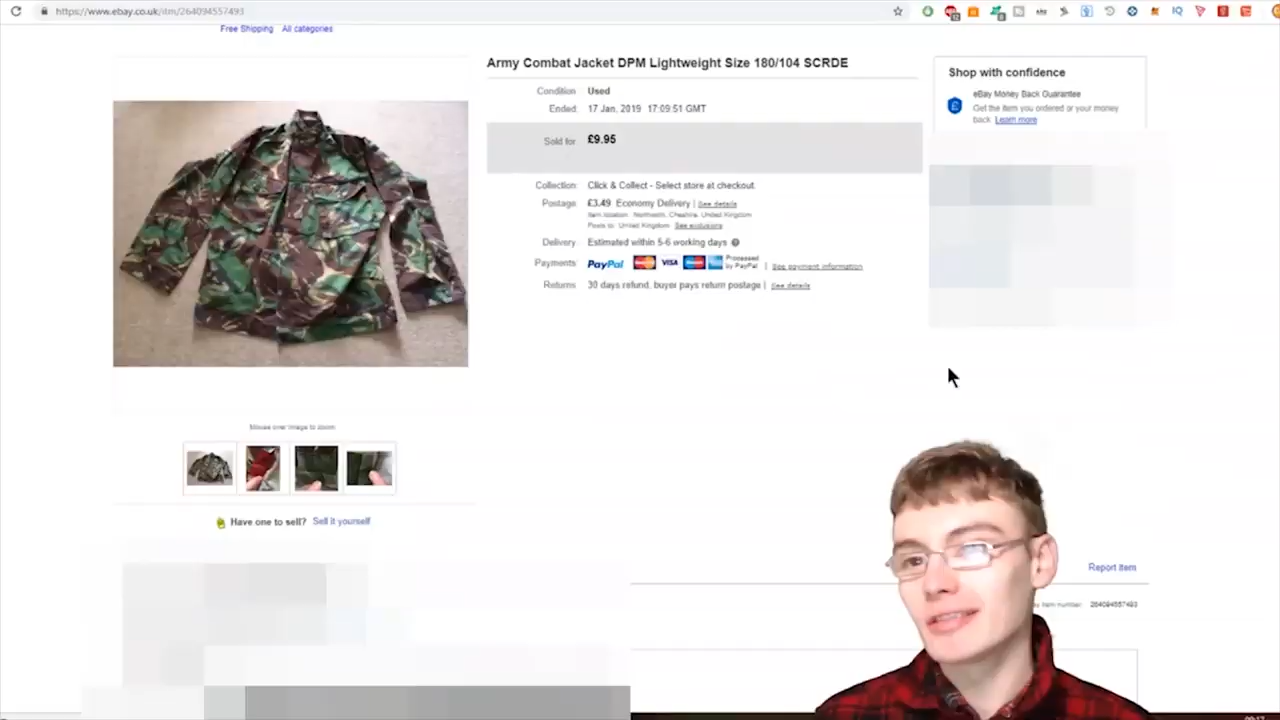 https://www.ebay.co.uk/itm/264094557493
Free Shipping All categories
Army Combat Jacket DPM Lightweight Size 180/104 SCRDE
Condition Used
Ended: 17 Jan, 2019 17:09:51 GMT
Sold for £9.95
Collection: Click & Collect - Select store at checkout.
Postage: £3.49 Economy Delivery | See details
Item location: Northwich, Cheshire, United Kingdom
Posts to: United Kingdom See exclusions
Delivery: Estimated within 5-6 working days
Payments: PayPal VISA Processed by PayPal | See payment information
Returns: 30 days refund, buyer pays return postage | See details
Shop with confidence
eBay Money Back Guarantee
Get the item you ordered or your money
back. Learn more
Mouse over image to zoom
Have one to sell? Sell it yourself
Report item
item number: 264094557493